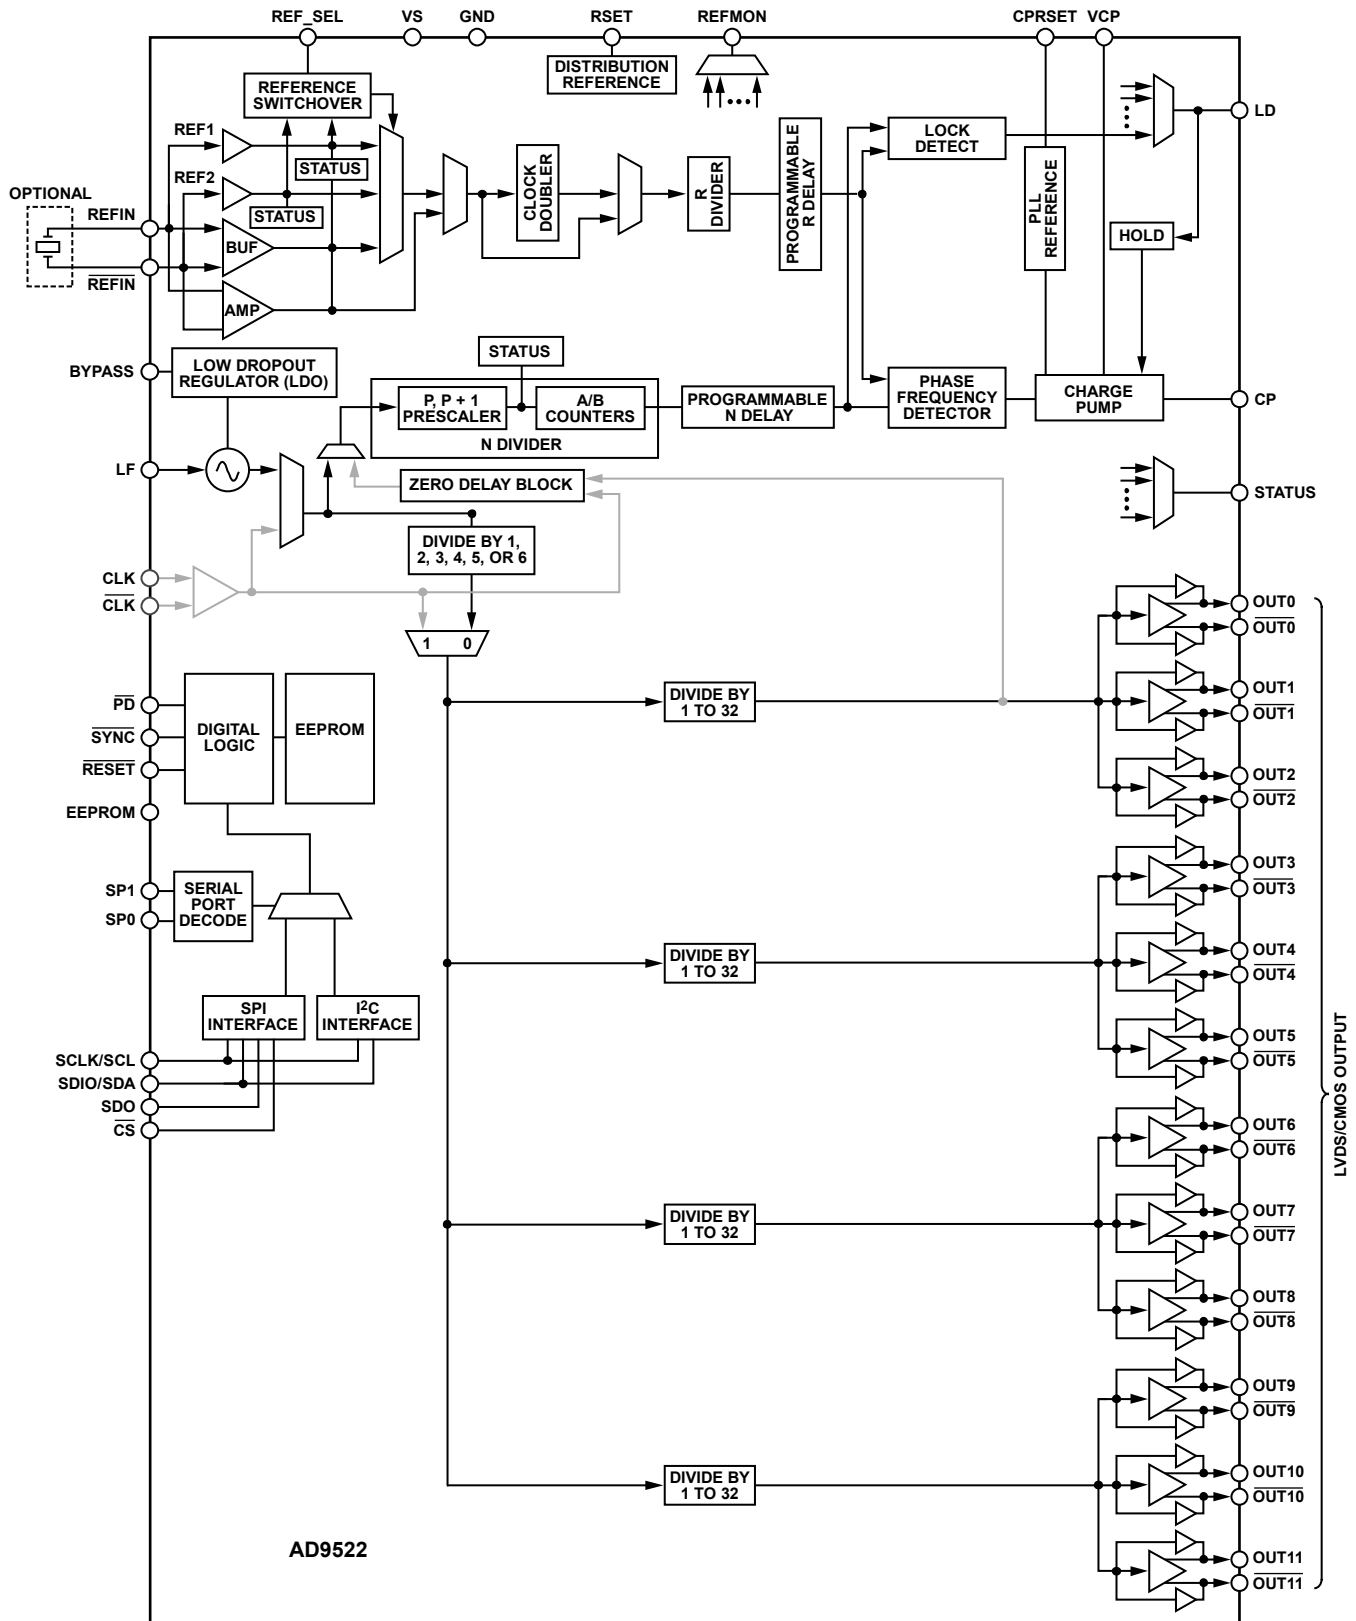 REF_SEL
VS
GND
RSET
REFMON
CPRSET
VCP
DISTRIBUTION
REFERENCE
REFERENCE
SWITCHOVER
REF1
STATUS
REF2
STATUS
OPTIONAL
REFIN
BUF
REFIN
AMP
CLOCK
DOUBLER
R
DIVIDER
PROGRAMMABLE
R DELAY
LOCK
DETECT
PLL
REFERENCE
LD
HOLD
BYPASS
LOW DROPOUT
REGULATOR (LDO)
STATUS
P, P + 1
PRESCALER
A/B
COUNTERS
N DIVIDER
PROGRAMMABLE
N DELAY
PHASE
FREQUENCY
DETECTOR
CHARGE
PUMP
CP
LF
ZERO DELAY BLOCK
STATUS
DIVIDE BY 1,
2, 3, 4, 5, OR 6
CLK
CLK
1 0
OUT0
OUT0
PD
SYNC
RESET
EEPROM
DIGITAL
LOGIC
EEPROM
DIVIDE BY
1 TO 32
OUT1
OUT1
OUT2
OUT2
SP1
SP0
SERIAL
PORT
DECODE
OUT3
OUT3
DIVIDE BY
1 TO 32
OUT4
OUT4
SPI
INTERFACE
I2C
INTERFACE
OUT5
OUT5
SCLK/SCL
SDIO/SDA
SDO
CS
OUT6
OUT6
LVDS/CMOS OUTPUT
DIVIDE BY
1 TO 32
OUT7
OUT7
OUT8
OUT8
OUT9
OUT9
DIVIDE BY
1 TO 32
OUT10
OUT10
AD9522
OUT11
OUT11